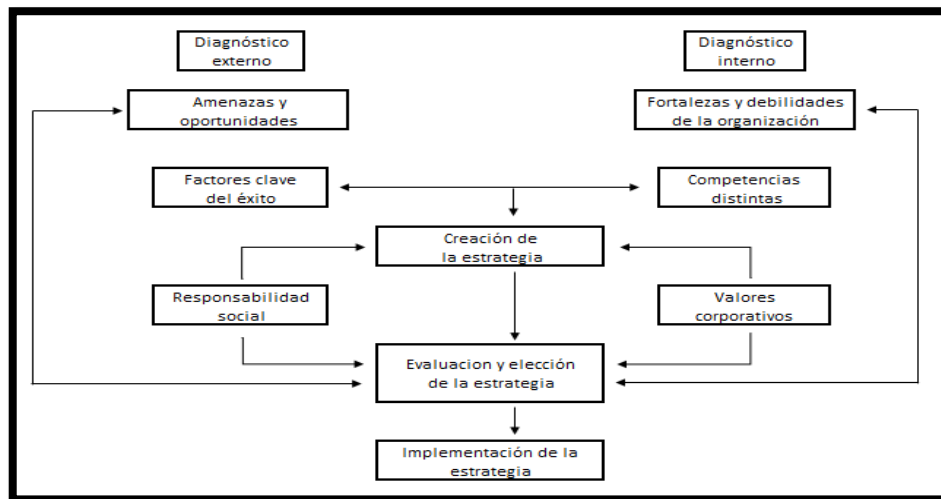 Diagnóstico
externo
Diagnóstico
interno
Amenazas y
oportunidades
Fortalezas y debilidades
de la organización
Factores clave
del éxito
Competencias
distintas
Creación de
la estrategia
Responsabilidad
social
Valores
corporativos
Evaluacion y elección
de la estrategia
Implementación de la
estrategia